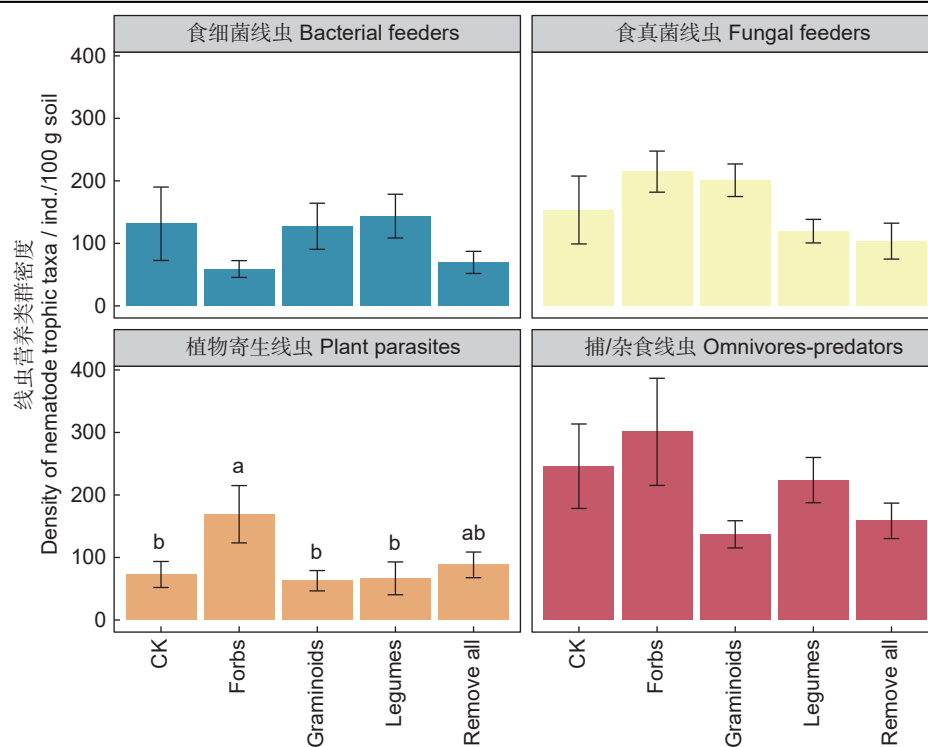 食细菌线虫 Bacterial feeders
食真菌线虫 Fungal feeders
400
300
200
100
0
植物寄生线虫 Plant parasites
捕/杂食线虫 Omnivores-predators
400
300
200
100
0
b
a
b
b
ab
线虫营养类群密度
Density of nematode trophic taxa / ind./100 g soil
CK
Forbs
Graminoids
Legumes
Remove all
CK
Forbs
Graminoids
Legumes
Remove all